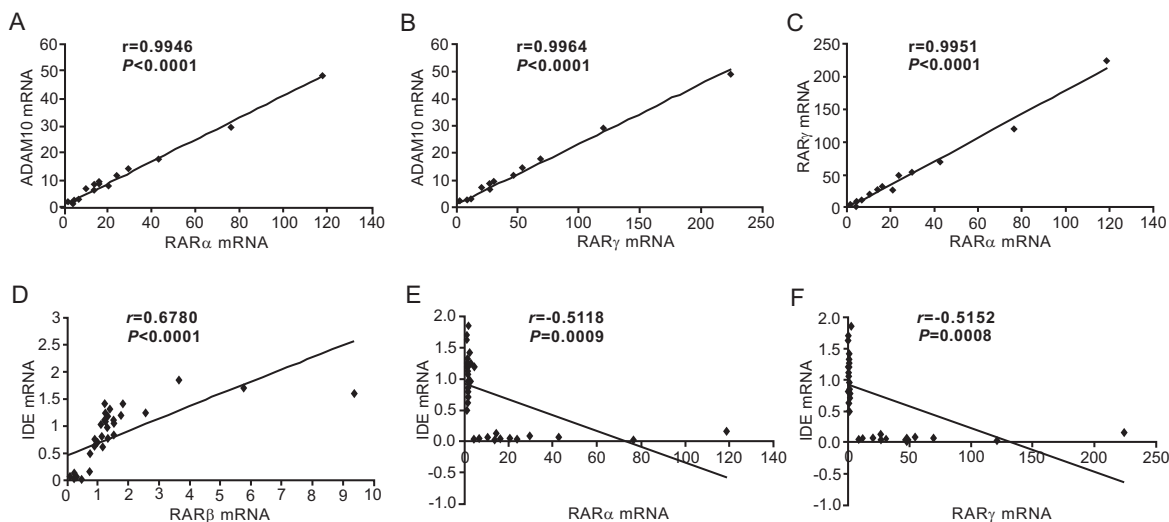 A
r=0.9946
P<0.0001
ADAM10 mRNA
60
50
40
30
20
10
0
0 20 40 60 80 100 120 140
RARα mRNA
B
r=0.9964
P<0.0001
ADAM10 mRNA
60
50
40
30
20
10
0
0 50 100 150 200 250
RARγ mRNA
C
r=0.9951
P<0.0001
RARγ mRNA
250
200
150
100
50
0
0 20 40 60 80 100 120 140
RARα mRNA
D
r=0.6780
P<0.0001
IDE mRNA
3
2.5
2
1.5
1
0.5
0
0 1 2 3 4 5 6 7 8 9 10
RARβ mRNA
E
r=-0.5118
P=0.0009
IDE mRNA
2.0
1.5
1.0
0.5
0.0
-0.5
-1.0
0 20 40 60 80 100 120 140
RARα mRNA
F
r=-0.5152
P=0.0008
IDE mRNA
2.0
1.5
1.0
0.5
0.0
-0.5
-1.0
0 50 100 150 200 250
RARγ mRNA